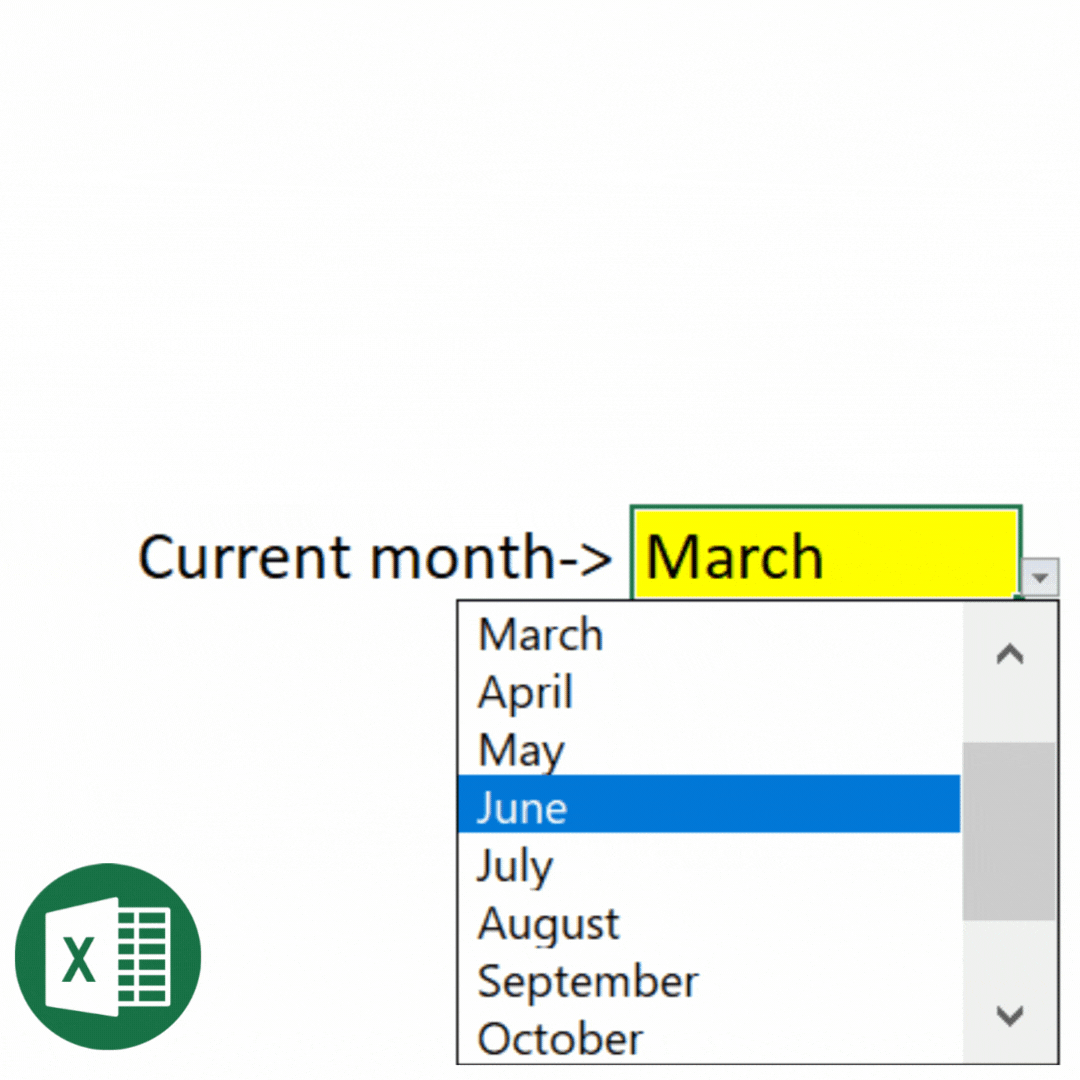 Current month-> March
March
April
May
June
July
August
September
October
X